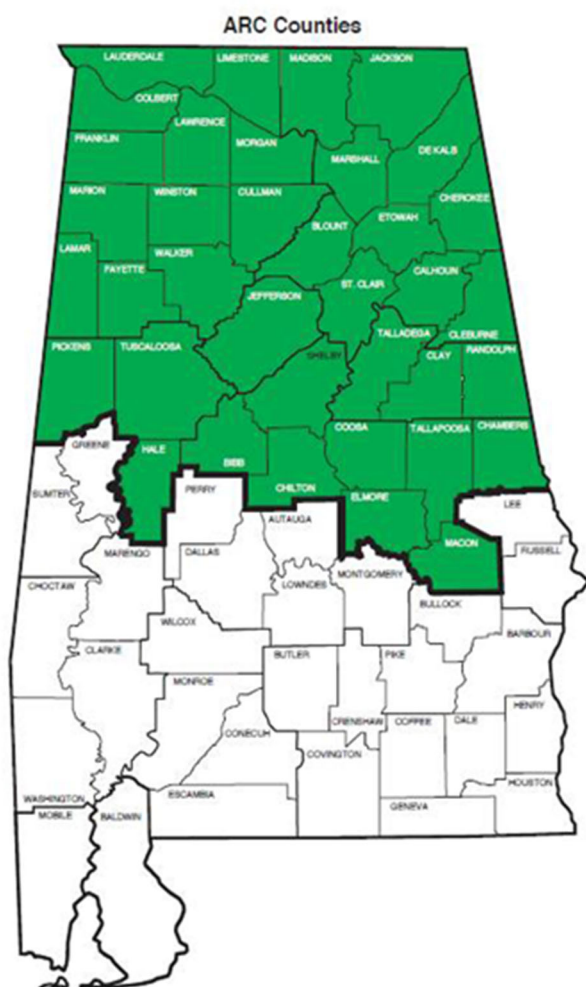 ARC Counties
LAUDERDALE
LIMESTONE
MADISON
JACKSON
COLBERT
LAWRENCE
FRANKLIN
MORGAN
MARSHALL
DE KALB
MARION
WINSTON
CULLMAN
CHEROKEE
ETOWAH
BLOUNT
LAMAR
WALKER
FAYETTE
ST. CLAIR
CALHOUN
JEFFERSON
TALLADEGA
CLEBURNE
PICKENS
TUSCALOOSA
SHELBY
CLAY
RANDOLPH
GREENE
HALE
COOSA
TALLAPOOSA
CHAMBERS
BIBB
SUMTER
PERRY
CHILTON
ELMORE
LEE
AUTAUGA
MACON
MARENGO
DALLAS
RUSSELL
CHOCTAW
LOWNDES
MONTGOMERY
BULLOCK
WILCOX
BARBOUR
CLARKE
BUTLER
PIKE
MONROE
HENRY
CRENSHAW
COFFEE
DALE
CONECUH
COVINGTON
HOUSTON
WASHINGTON
ESCAMBIA
GENEVA
MOBILE
BALDWIN